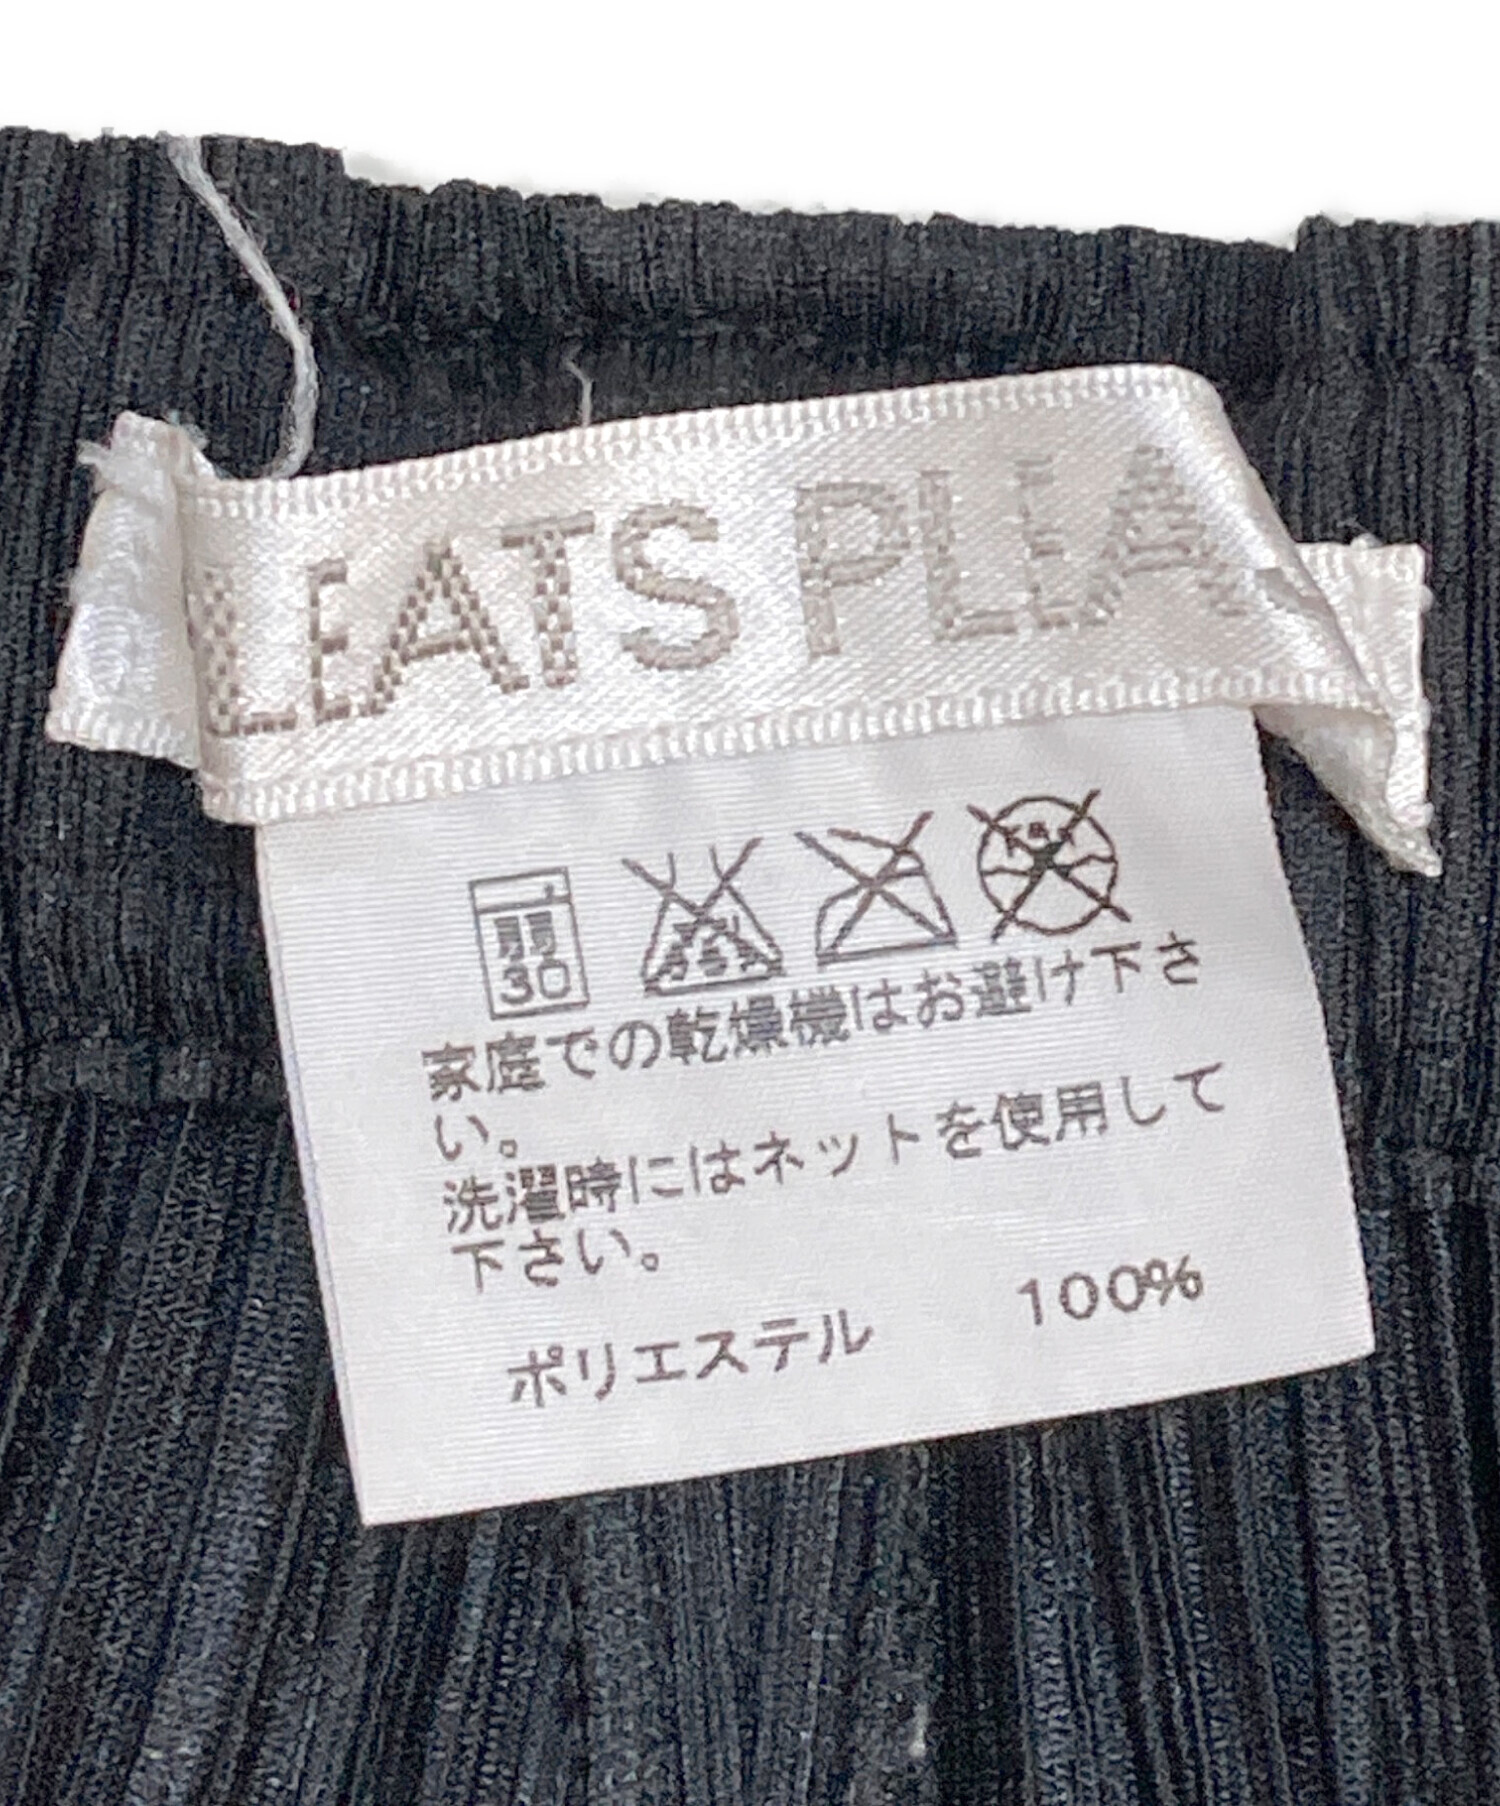 LEATS PLEA
弱
30
家庭での乾燥機はお避け下さ
い。
洗濯時にはネットを使用して
下さい。
ポリエステル 100%